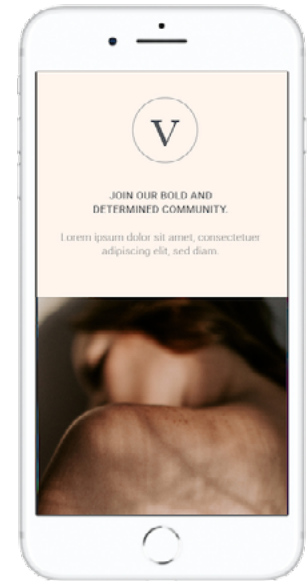 V
JOIN OUR BOLD AND
DETERMINED COMMUNITY.
Lorem ipsum dolor sit amet, consectetuer
adipiscing elit, sed diam.